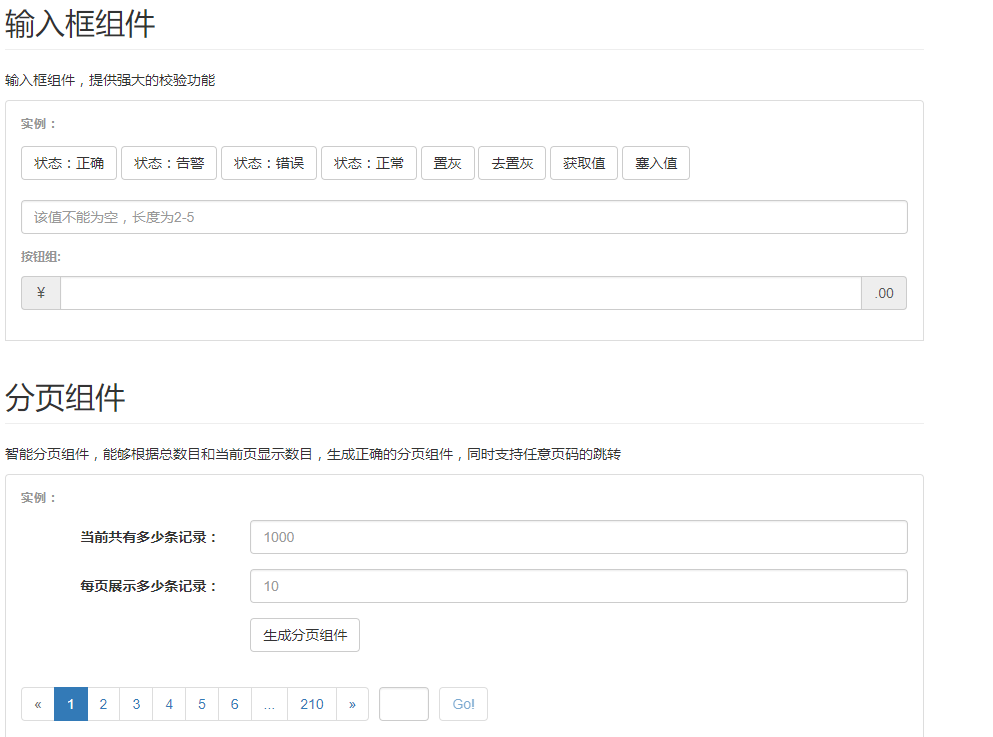 输入框组件
输入框组件，提供强大的校验功能
实例：
状态：正确 状态：告警 状态：错误 状态：正常 置灰 去置灰 获取值 塞入值
该值不能为空，长度为2-5
按钮组:
¥ .00
分页组件
智能分页组件，能够根据总数目和当前页显示数目，生成正确的分页组件，同时支持任意页码的跳转
实例：
当前共有多少条记录： 1000
每页展示多少条记录： 10
生成分页组件
« 1 2 3 4 5 6 ... 210 » Go!